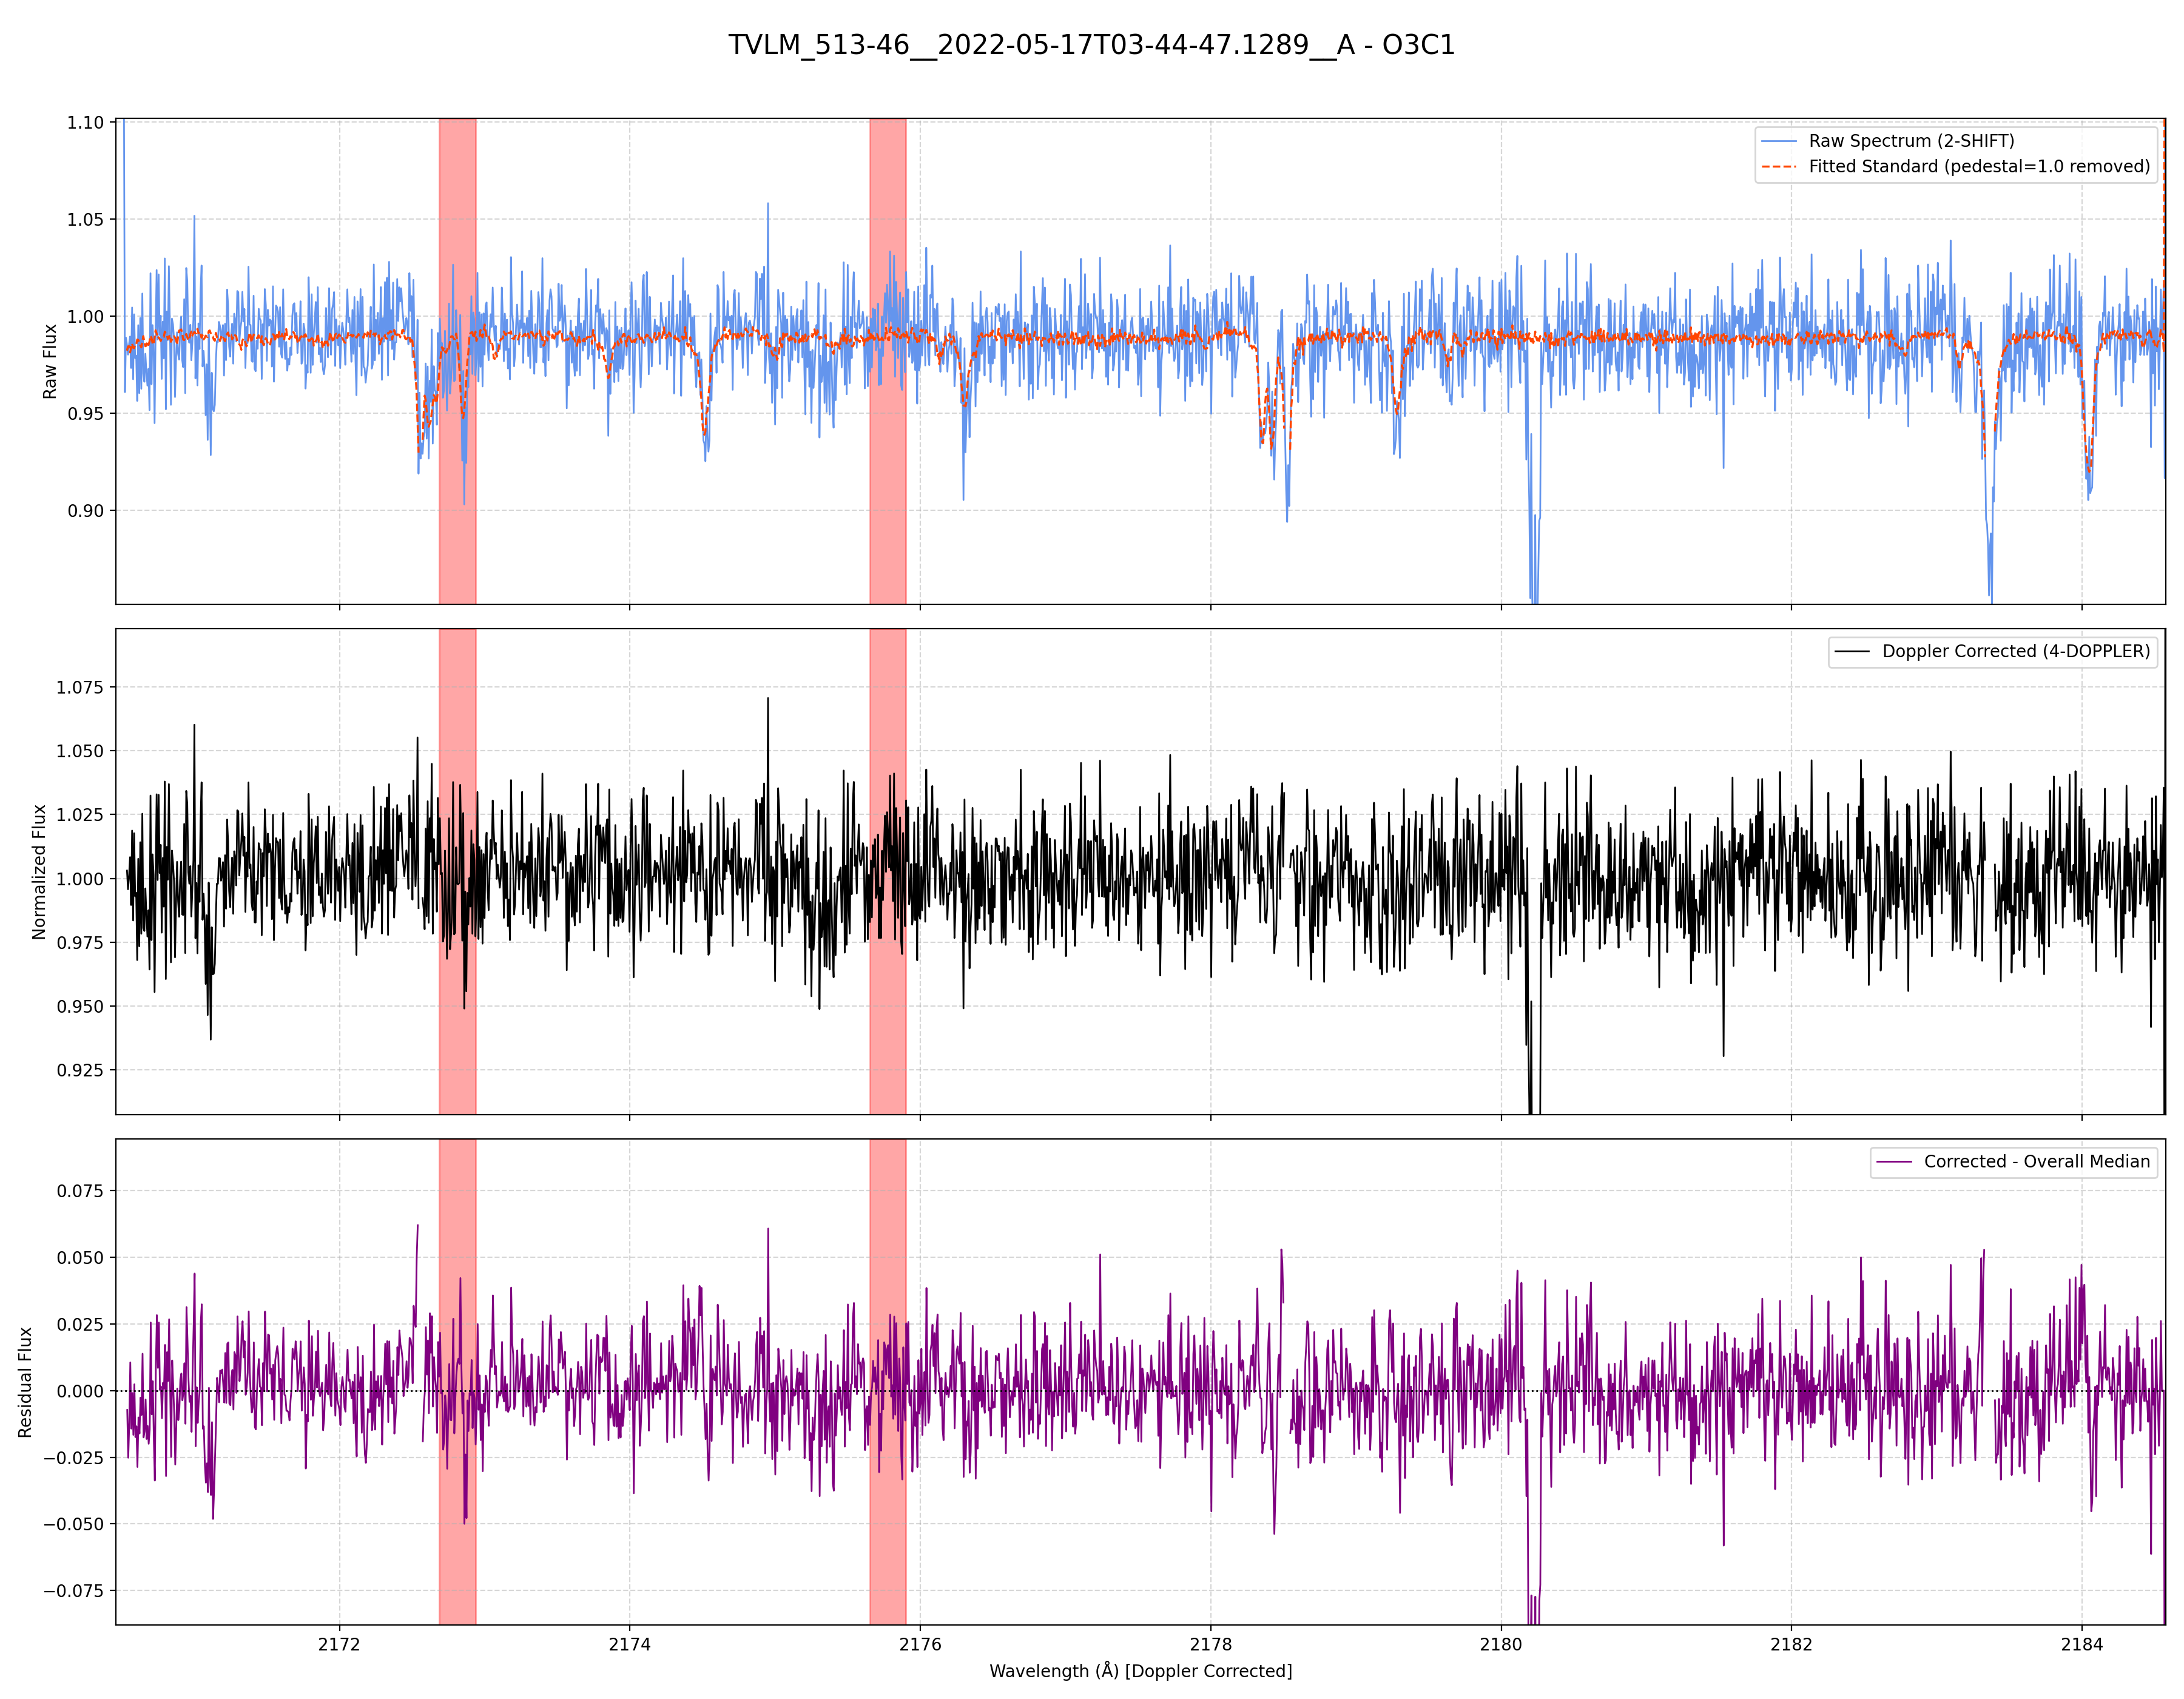 TVLM_513-46__2022-05-17T03-44-47.1289__A - O3C1
1.10
1.05
1.00
0.95
0.90
Raw Flux
Raw Spectrum (2-SHIFT)
Fitted Standard (pedestal=1.0 removed)
1.075
1.050
1.025
1.000
0.975
0.950
0.925
Normalized Flux
Doppler Corrected (4-DOPPLER)
0.075
0.050
0.025
0.000
−0.025
−0.050
−0.075
Residual Flux
Corrected - Overall Median
2172 2174 2176 2178 2180 2182 2184
Wavelength (Å) [Doppler Corrected]